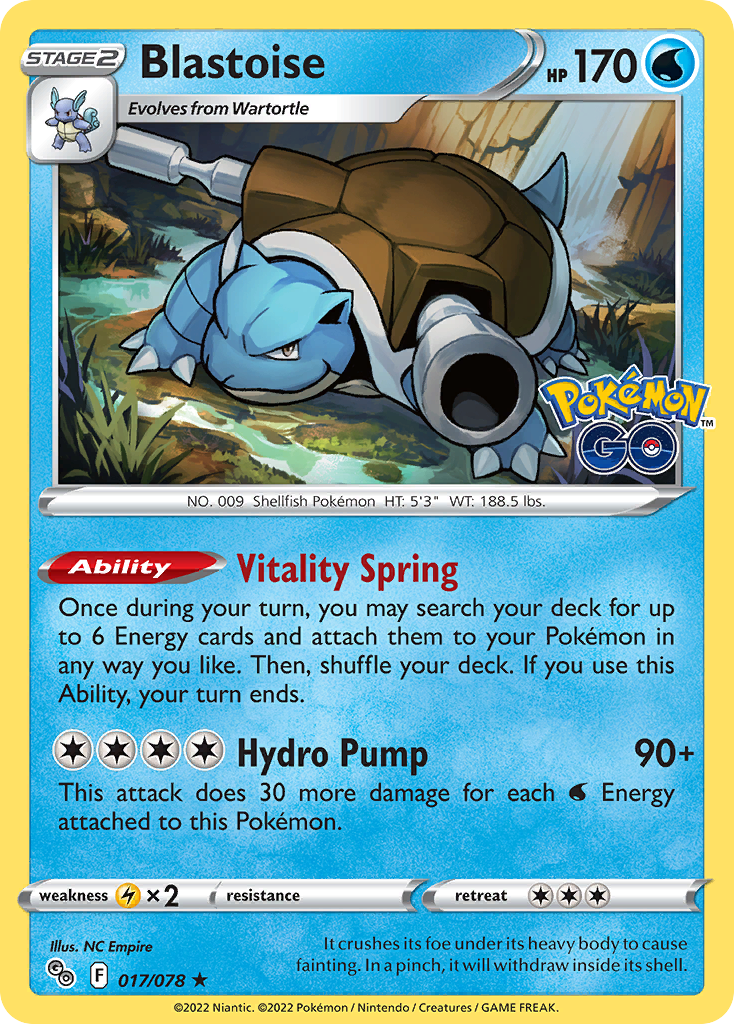 STAGE 2
Blastoise
HP 170
Evolves from Wartortle
POKÉMON
GO
TM
NO. 009 Shellfish Pokémon HT: 5'3" WT: 188.5 lbs.
Ability Vitality Spring
Once during your turn, you may search your deck for up
to 6 Energy cards and attach them to your Pokémon in
any way you like. Then, shuffle your deck. If you use this
Ability, your turn ends.
Hydro Pump 90+
This attack does 30 more damage for each Energy
attached to this Pokémon.
weakness ×2 resistance retreat
Illus. NC Empire
It crushes its foe under its heavy body to cause
fainting. In a pinch, it will withdraw inside its shell.
GO F 017/078 ★
©2022 Niantic. ©2022 Pokémon / Nintendo / Creatures / GAME FREAK.